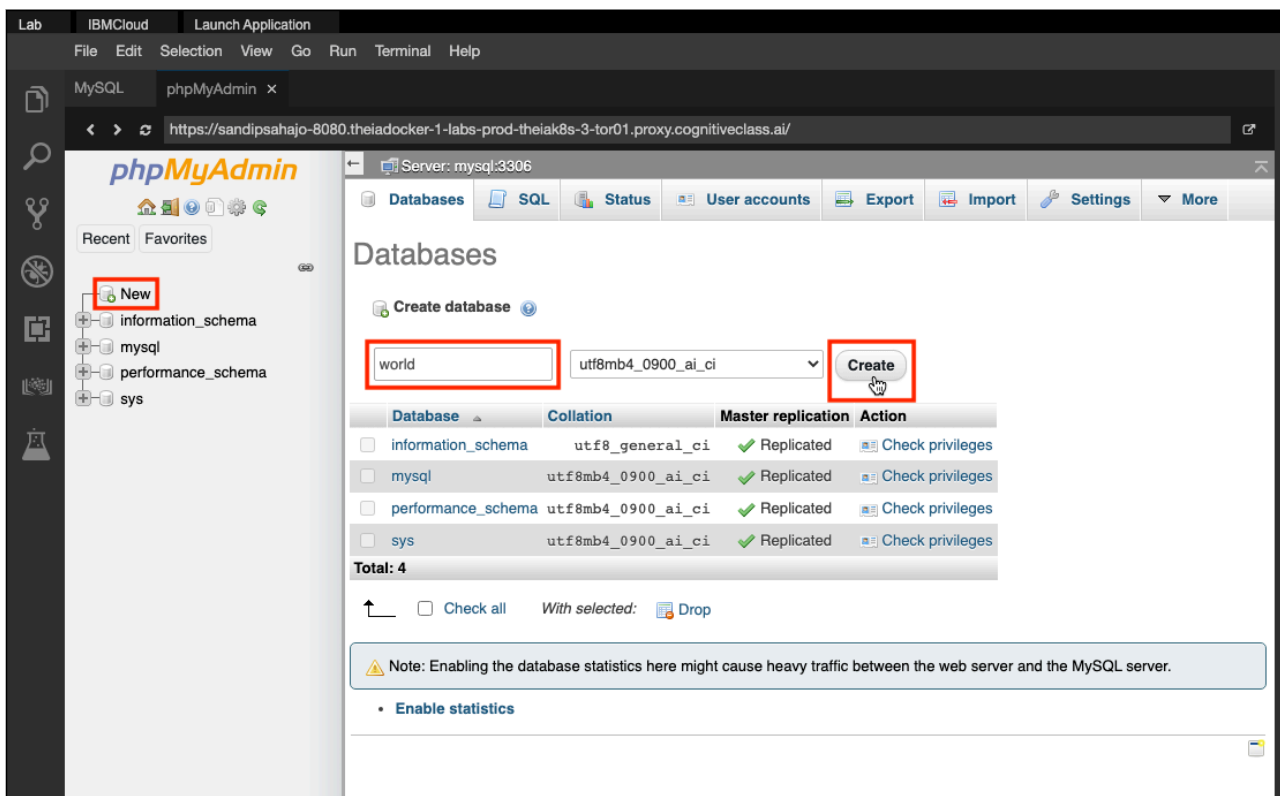 Lab IBMCloud Launch Application
File Edit Selection View Go Run Terminal Help
MySQL phpMyAdmin ×
https://sandipsahajo-8080.theiadocker-1-labs-prod-theiak8s-3-tor01.proxy.cognitiveclass.ai/
phpMyAdmin
Recent Favorites
New
information_schema
mysql
performance_schema
sys
Server: mysql:3306
Databases SQL Status User accounts Export Import Settings More
Databases
Create database
world utf8mb4_0900_ai_ci Create
Database Collation Master replication Action
information_schema utf8_general_ci Replicated Check privileges
mysql utf8mb4_0900_ai_ci Replicated Check privileges
performance_schema utf8mb4_0900_ai_ci Replicated Check privileges
sys utf8mb4_0900_ai_ci Replicated Check privileges
Total: 4
Check all With selected: Drop
Note: Enabling the database statistics here might cause heavy traffic between the web server and the MySQL server.
• Enable statistics